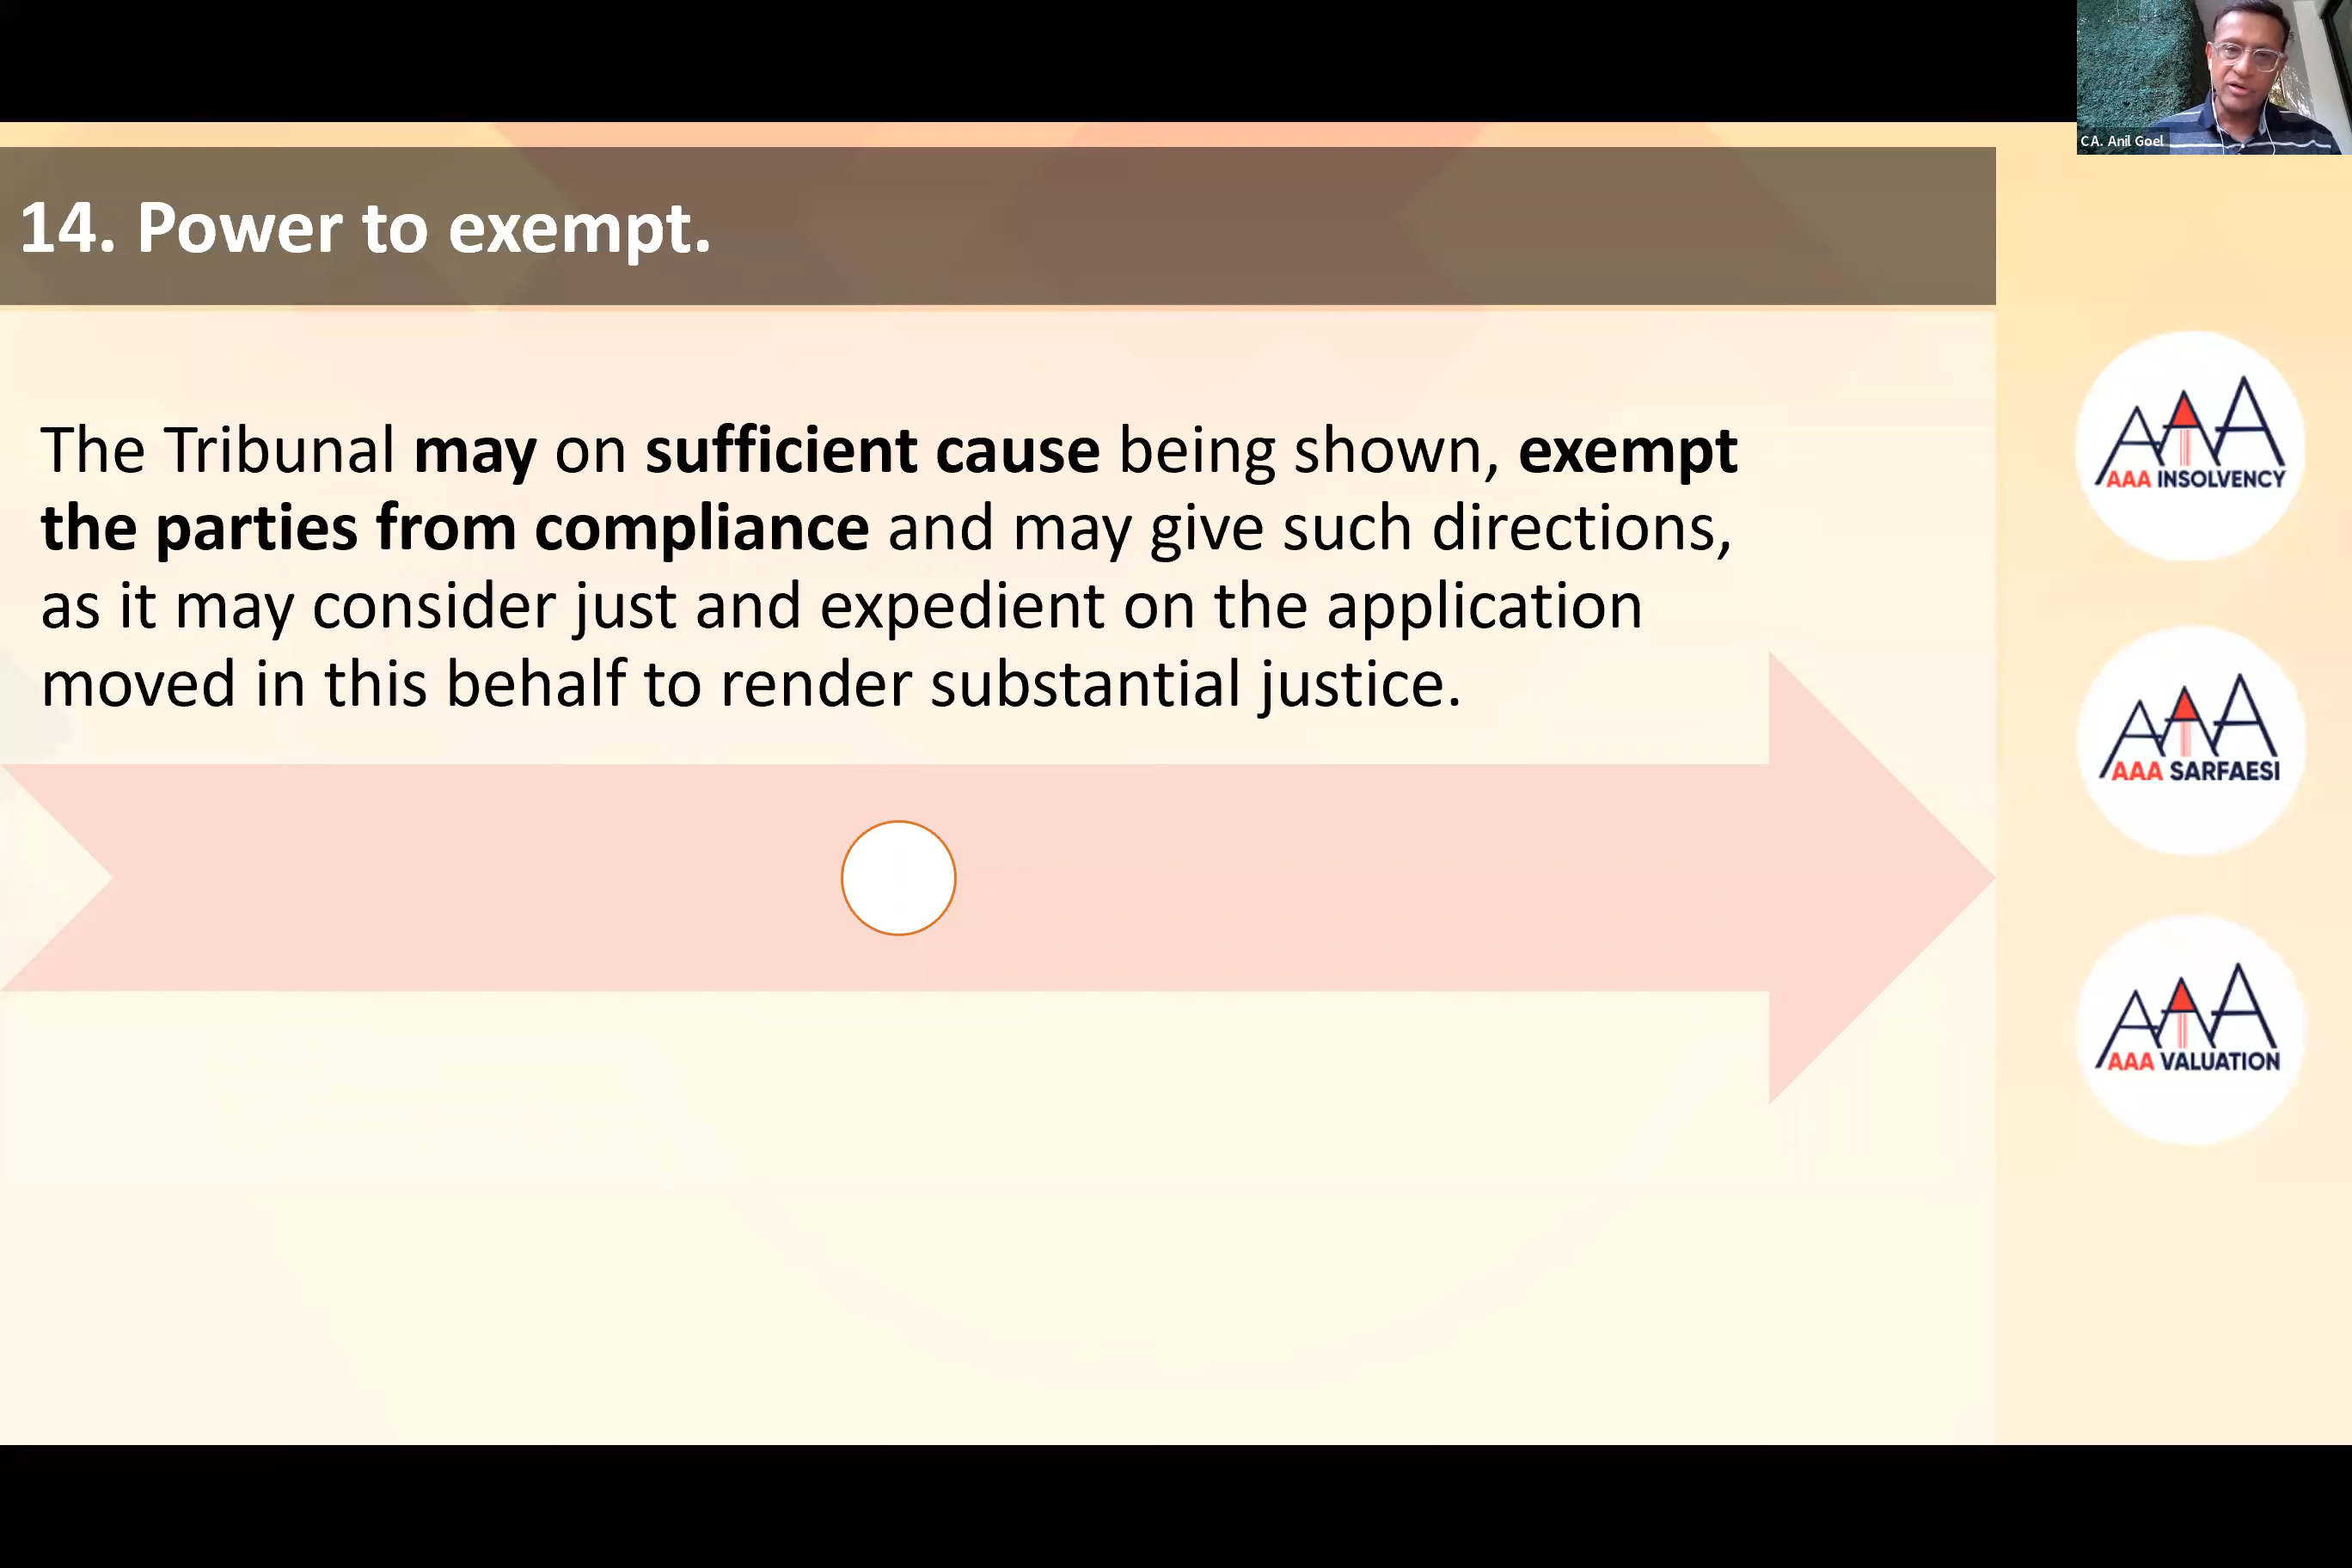 CA. Anil Goel
14. Power to exempt.
The Tribunal may on sufficient cause being shown, exempt
the parties from compliance and may give such directions,
as it may consider just and expedient on the application
moved in this behalf to render substantial justice.
AAA INSOLVENCY
AAA SARFAESI
AAA VALUATION